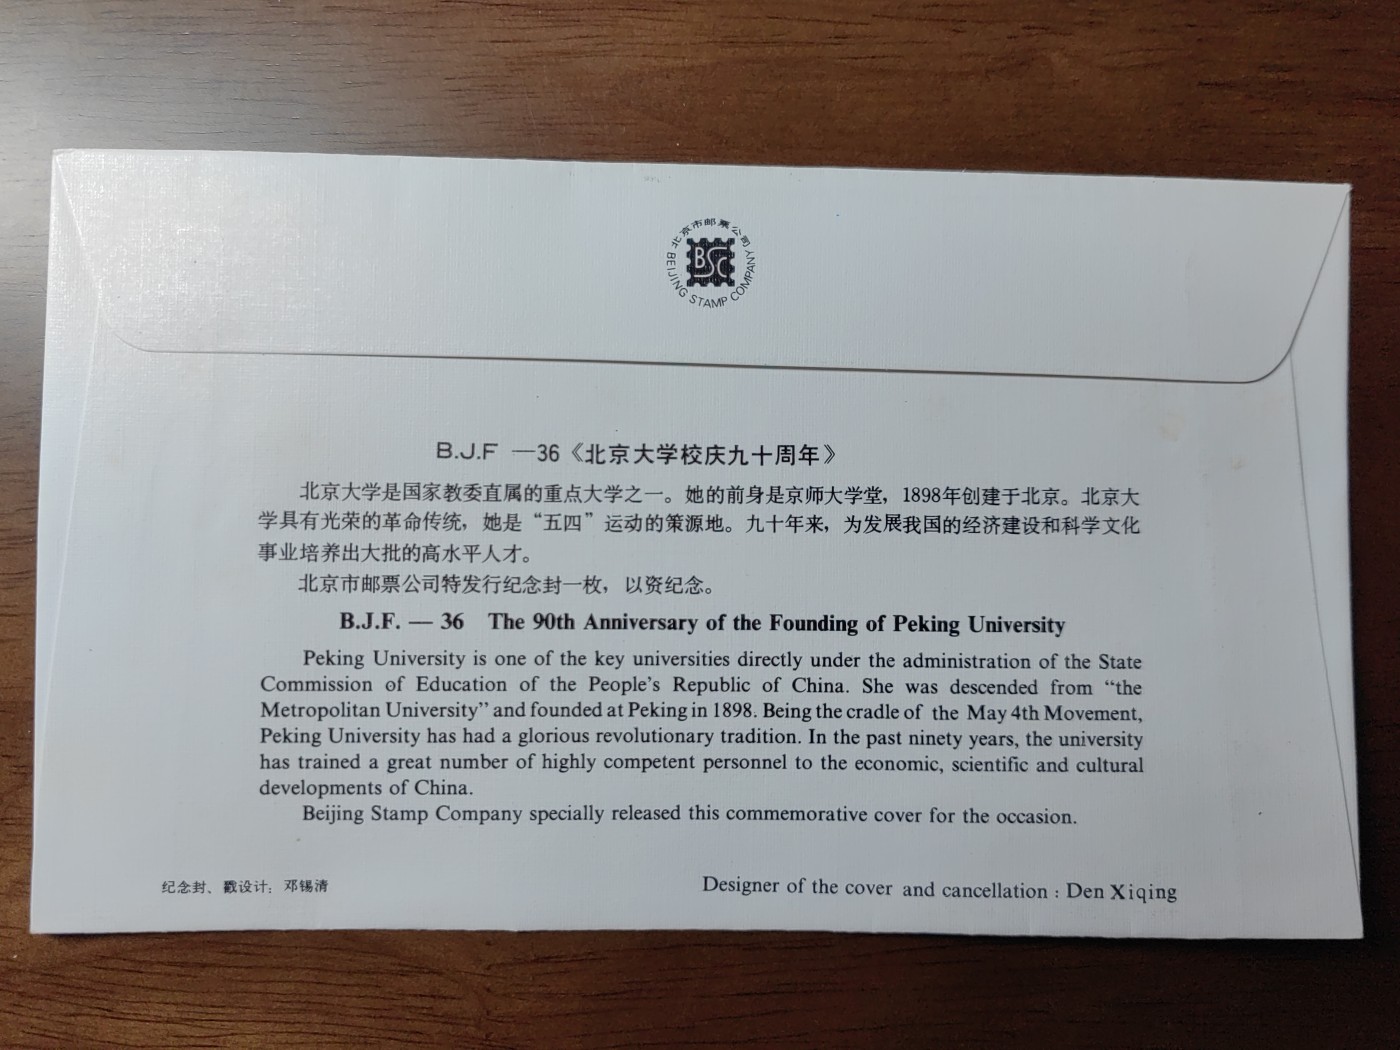 北京市邮票公司
BSC
BEIJING STAMP COMPANY
B.J.F —36《北京大学校庆九十周年》
北京大学是国家教委直属的重点大学之一。她的前身是京师大学堂，1898年创建于北京。北京大
学具有光荣的革命传统，她是“五四”运动的策源地。九十年来，为发展我国的经济建设和科学文化
事业培养出大批的高水平人才。
北京市邮票公司特发行纪念封一枚，以资纪念。
B.J.F. — 36 The 90th Anniversary of the Founding of Peking University
Peking University is one of the key universities directly under the administration of the State
Commission of Education of the People's Republic of China. She was descended from “the
Metropolitan University” and founded at Peking in 1898. Being the cradle of the May 4th Movement,
Peking University has had a glorious revolutionary tradition. In the past ninety years, the university
has trained a great number of highly competent personnel to the economic, scientific and cultural
developments of China.
Beijing Stamp Company specially released this commemorative cover for the occasion.
纪念封、戳设计：邓锡清
Designer of the cover and cancellation : Den Xiqing